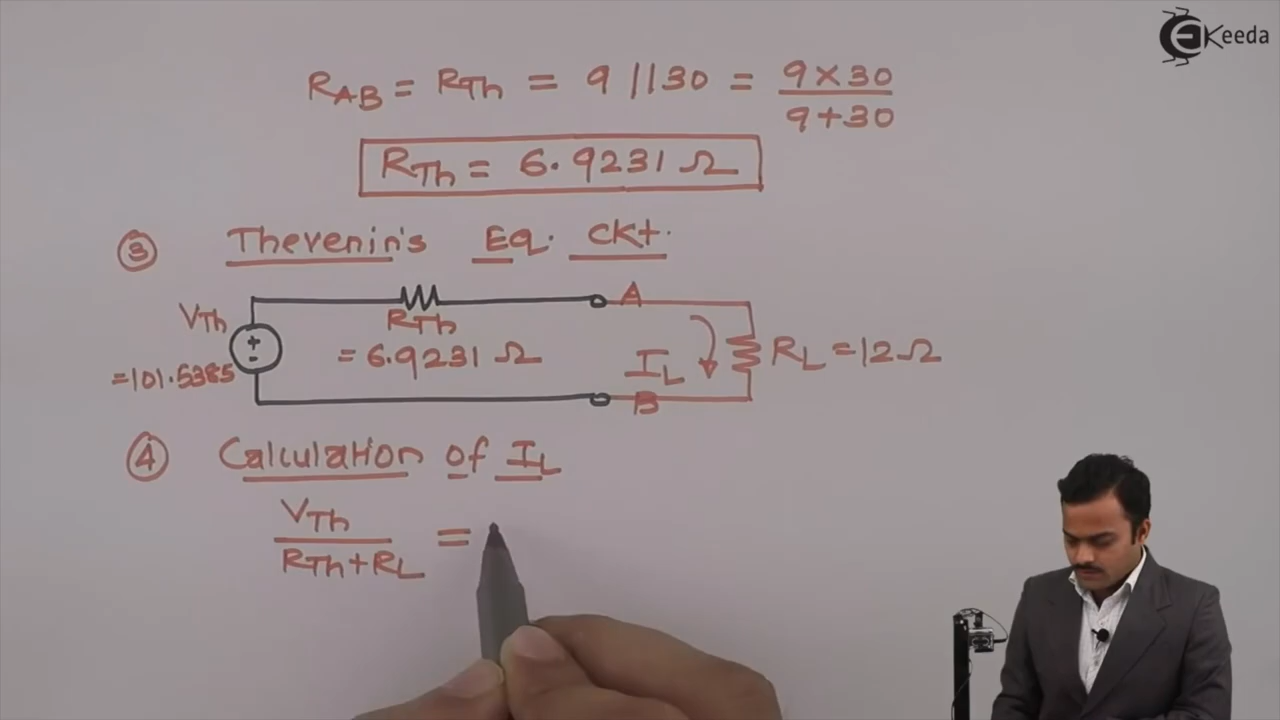 EKeeda
RAB = RTh = 9 || 30 = 9 × 30 / 9 + 30
RTh = 6.9231 Ω
③ Thevenin's Eq. Ckt.
VTh
= 101.5385
+
-
RTh
= 6.9231 Ω
A
IL
B
RL = 12 Ω
④ Calculation of IL
VTh / RTh + RL =